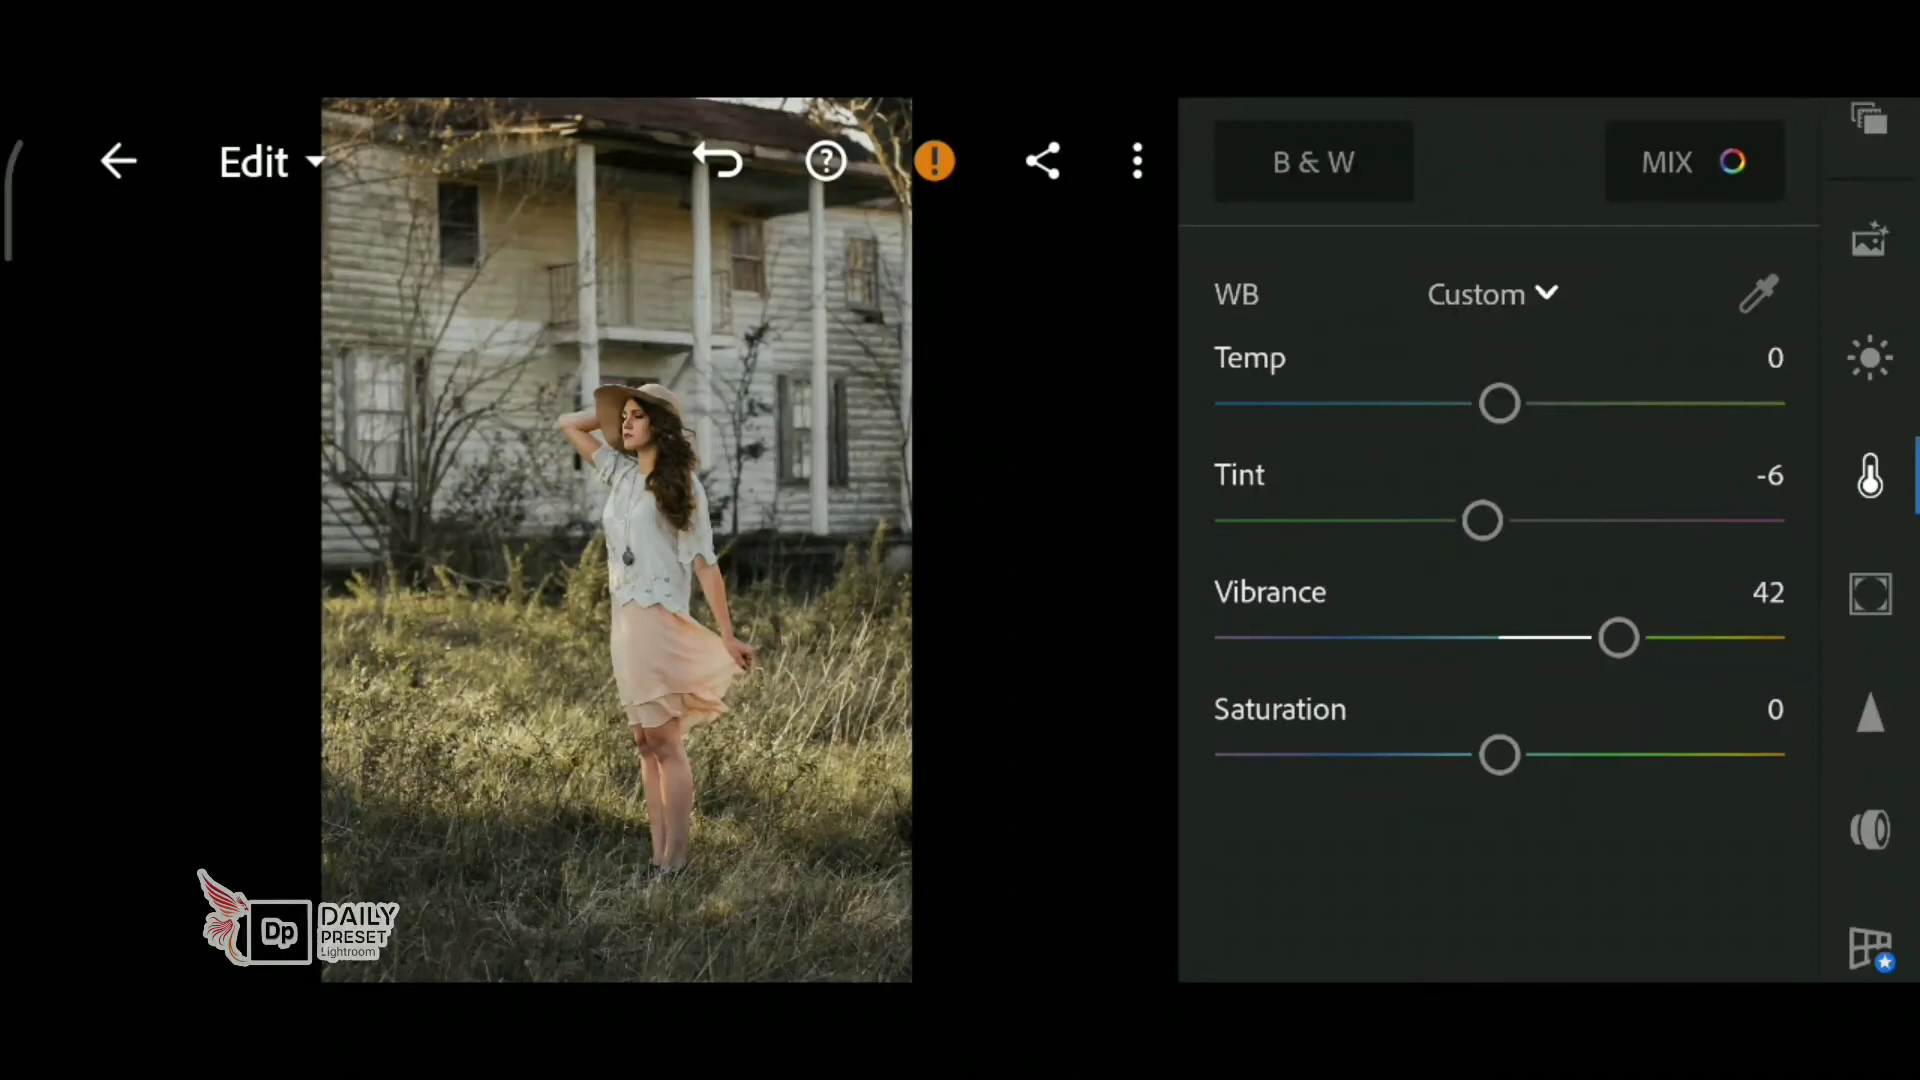 Edit
B & W
MIX
WB Custom
Temp 0
Tint -6
Vibrance 42
Saturation 0
Dp
DAILY
PRESET
Lightroom